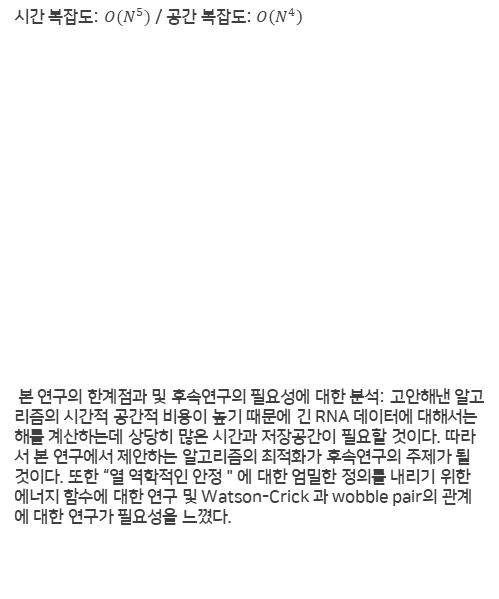 시간 복잡도: O(N⁵) / 공간 복잡도: O(N⁴)
본 연구의 한계점과 및 후속연구의 필요성에 대한 분석: 고안해낸 알고
리즘의 시간적 공간적 비용이 높기 때문에 긴 RNA 데이터에 대해서는
해를 계산하는데 상당히 많은 시간과 저장공간이 필요할 것이다. 따라
서 본 연구에서 제안하는 알고리즘의 최적화가 후속연구의 주제가 될
것이다. 또한 “열 역학적인 안정 " 에 대한 엄밀한 정의를 내리기 위한
에너지 함수에 대한 연구 및 Watson-Crick 과 wobble pair의 관계
에 대한 연구가 필요성을 느꼈다.